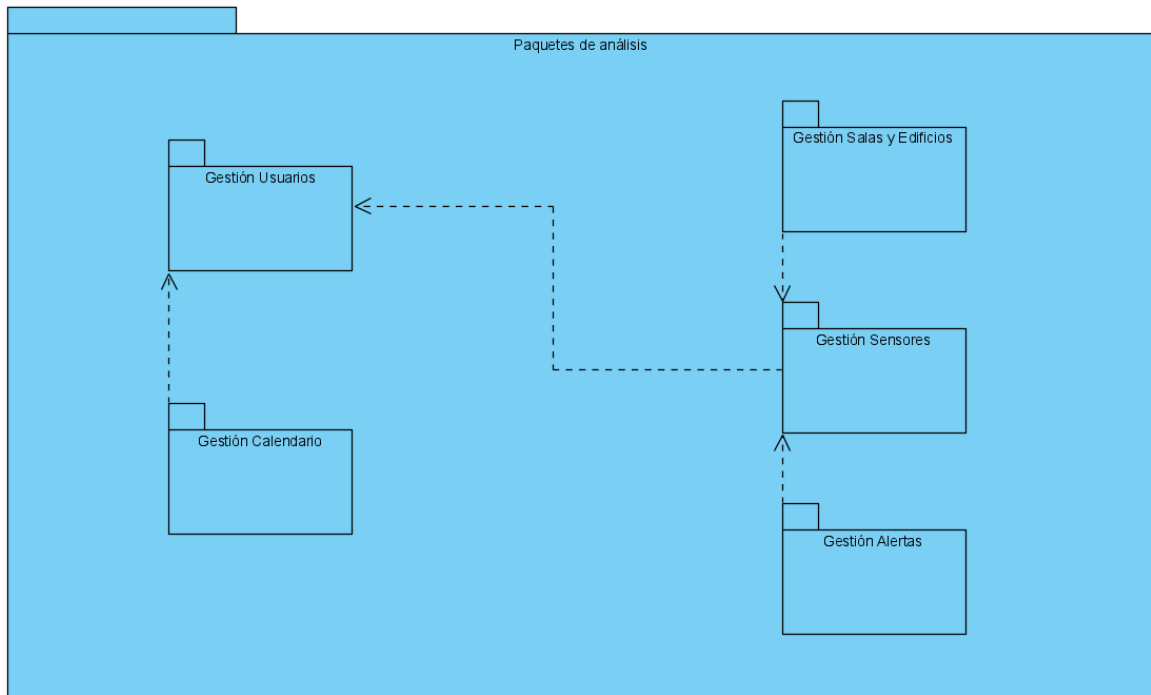 Paquetes de análisis
Gestión Salas y Edificios
Gestión Usuarios
Gestión Sensores
Gestión Calendario
Gestión Alertas